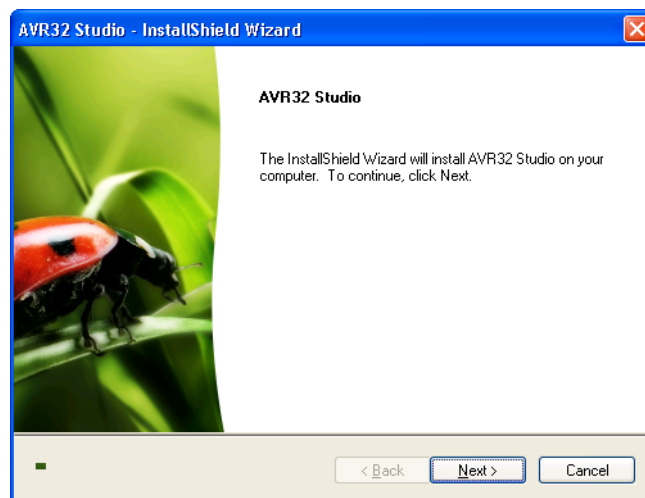 AVR32 Studio - InstallShield Wizard
AVR32 Studio
The InstallShield Wizard will install AVR32 Studio on your
computer.  To continue, click Next.
< Back
Next >
Cancel